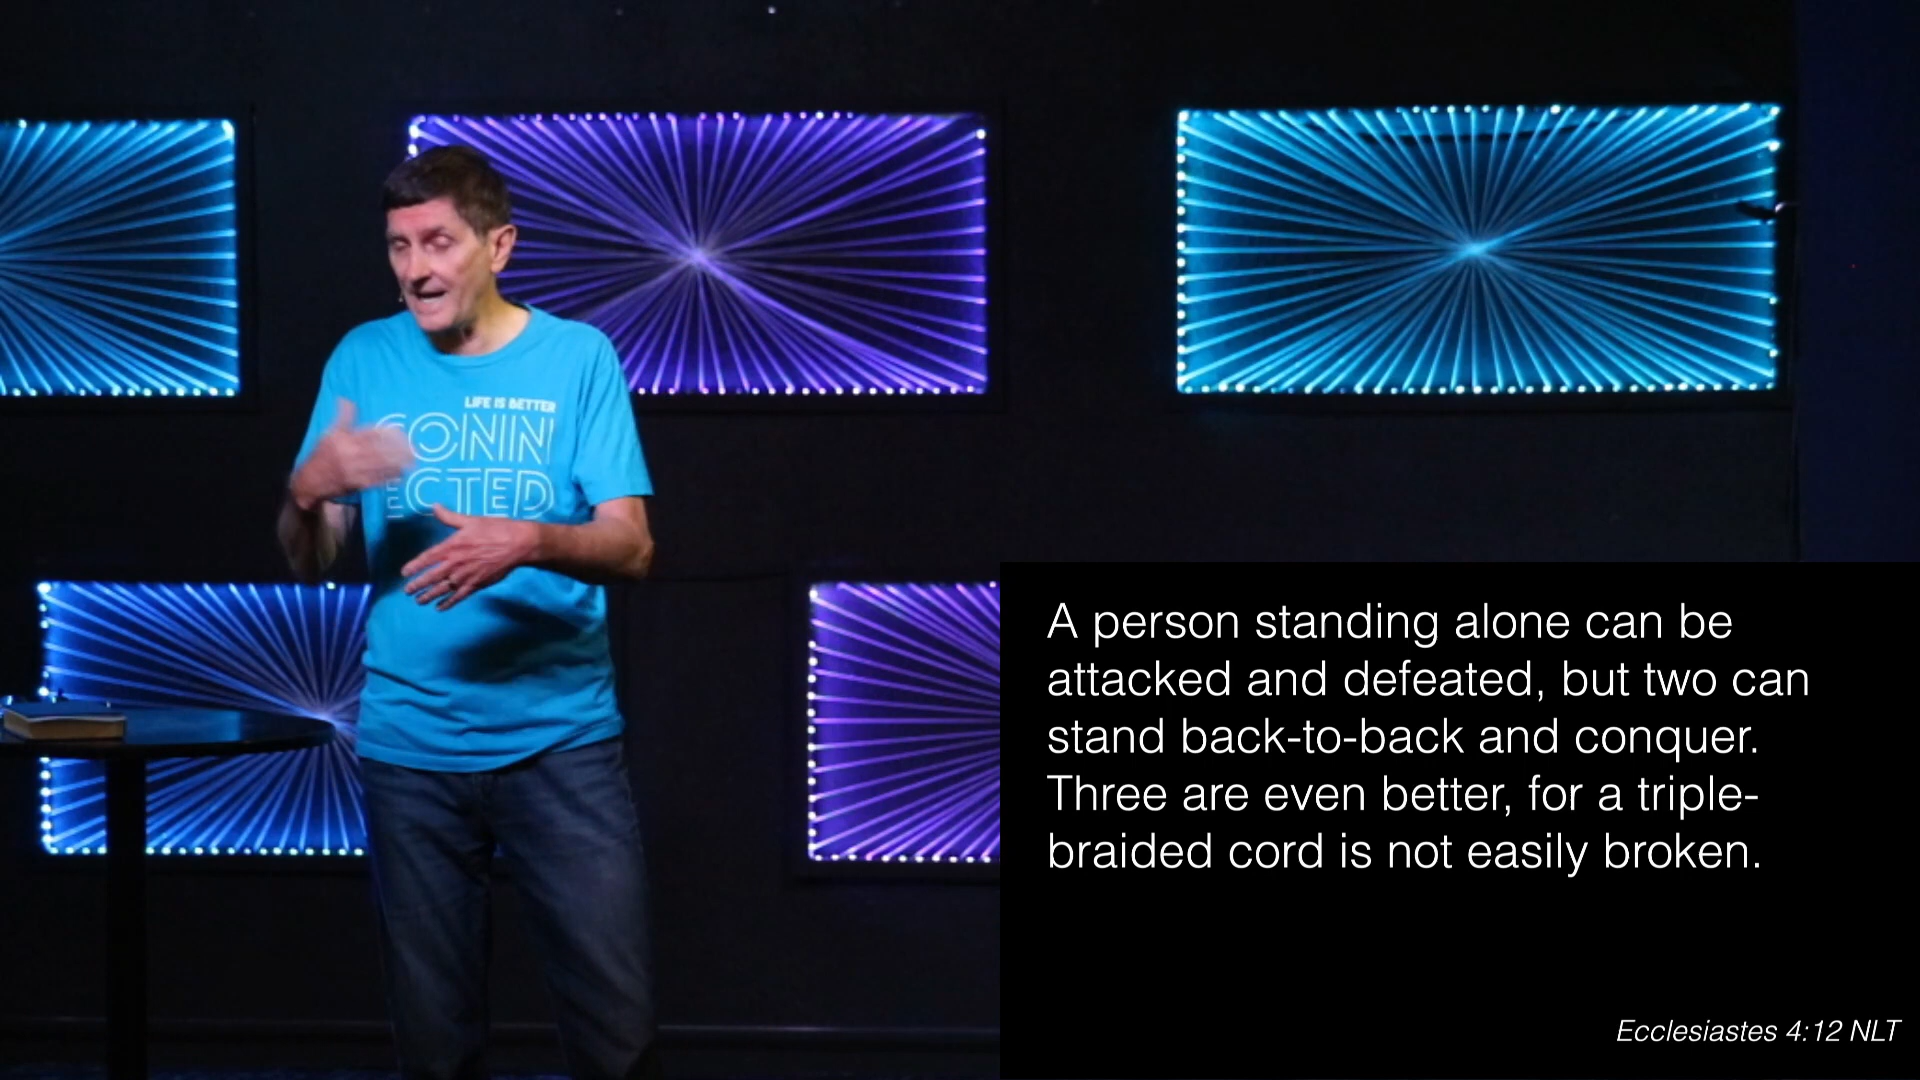 LIFE IS BETTER
CONN
ECTED
A person standing alone can be
attacked and defeated, but two can
stand back-to-back and conquer.
Three are even better, for a triple-
braided cord is not easily broken.
Ecclesiastes 4:12 NLT